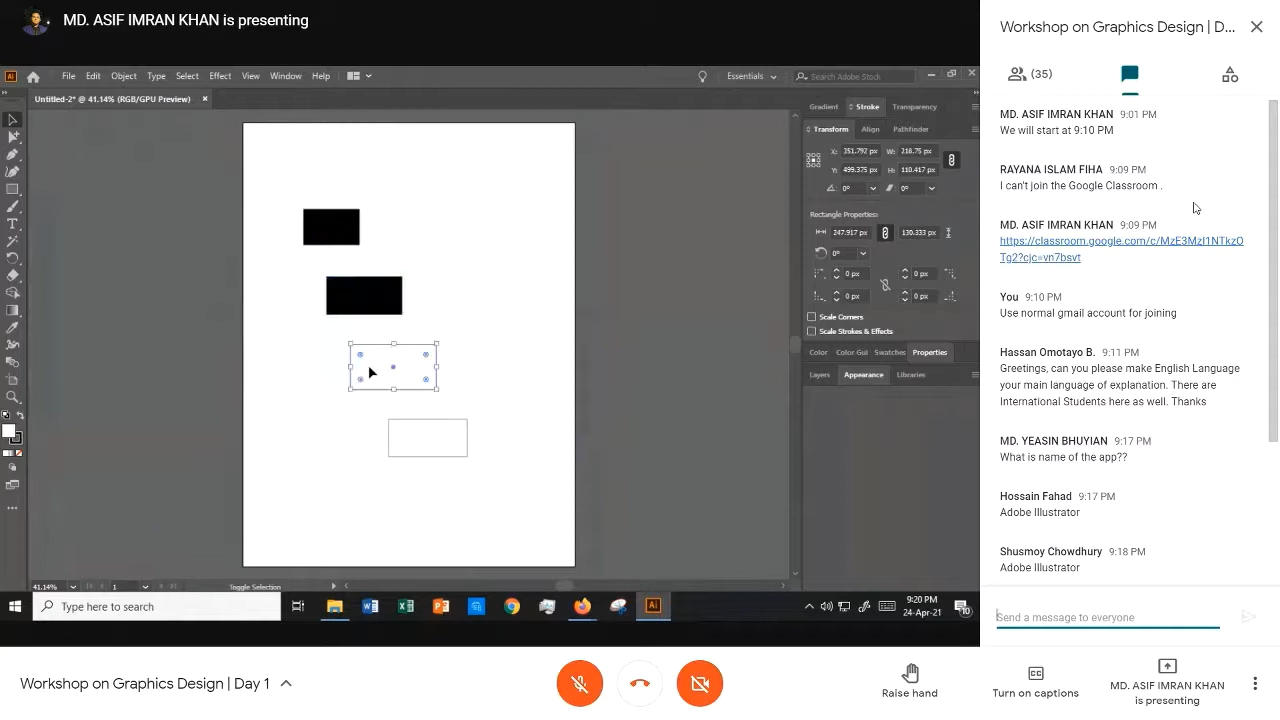 MD. ASIF IMRAN KHAN is presenting
Workshop on Graphics Design | D...
(35)
Ai File Edit Object Type Select Effect View Window Help
Essentials
Search Adobe Stock
Untitled-2* @ 41.14% (RGB/GPU Preview)
Gradient Stroke Transparency
Transform Align Pathfinder
X: 351.792 px W: 218.75 px
Y: 499.375 px H: 110.417 px
0° 0°
Rectangle Properties:
247.917 px 130.333 px
0°
0 px 0 px
0 px 0 px
Scale Corners
Scale Strokes & Effects
Color Color Gui Swatches Properties
Layers Appearance Libraries
41.14% 1 Toggle Selection
Type here to search
9:20 PM
24-Apr-21
10
MD. ASIF IMRAN KHAN 9:01 PM
We will start at 9:10 PM
RAYANA ISLAM FIHA 9:09 PM
I can't join the Google Classroom .
MD. ASIF IMRAN KHAN 9:09 PM
https://classroom.google.com/c/MzE3MzI1NTkzO
Tg2?cjc=vn7bsvt
You 9:10 PM
Use normal gmail account for joining
Hassan Omotayo B. 9:11 PM
Greetings, can you please make English Language
your main language of explanation. There are
International Students here as well. Thanks
MD. YEASIN BHUYIAN 9:17 PM
What is name of the app??
Hossain Fahad 9:17 PM
Adobe Illustrator
Shusmoy Chowdhury 9:18 PM
Adobe Illustrator
Send a message to everyone
Workshop on Graphics Design | Day 1
Raise hand
Turn on captions
MD. ASIF IMRAN KHAN
is presenting